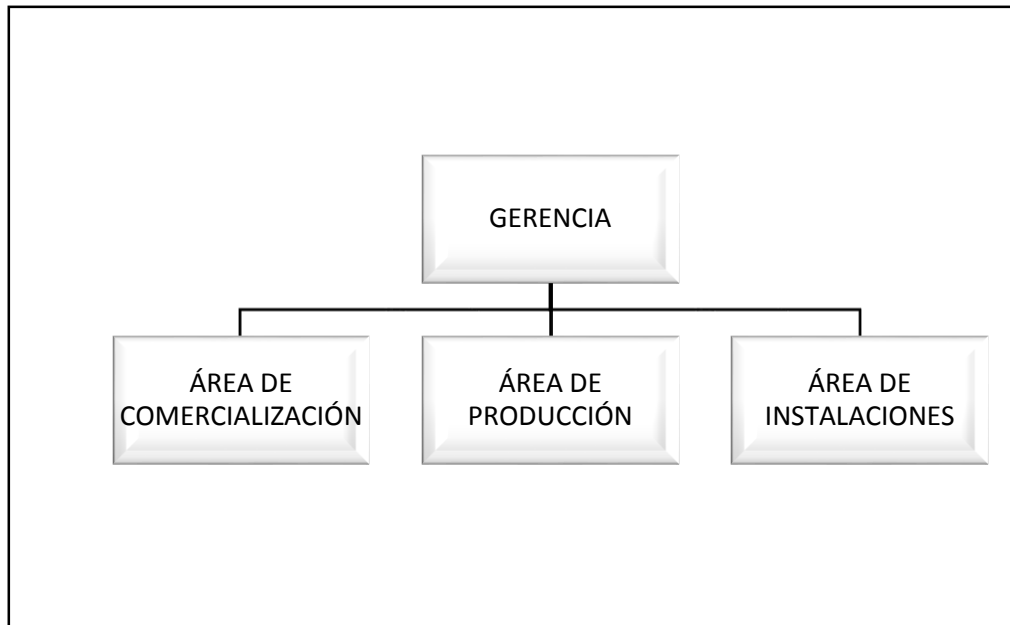 GERENCIA
ÁREA DE
COMERCIALIZACIÓN
ÁREA DE
PRODUCCIÓN
ÁREA DE
INSTALACIONES